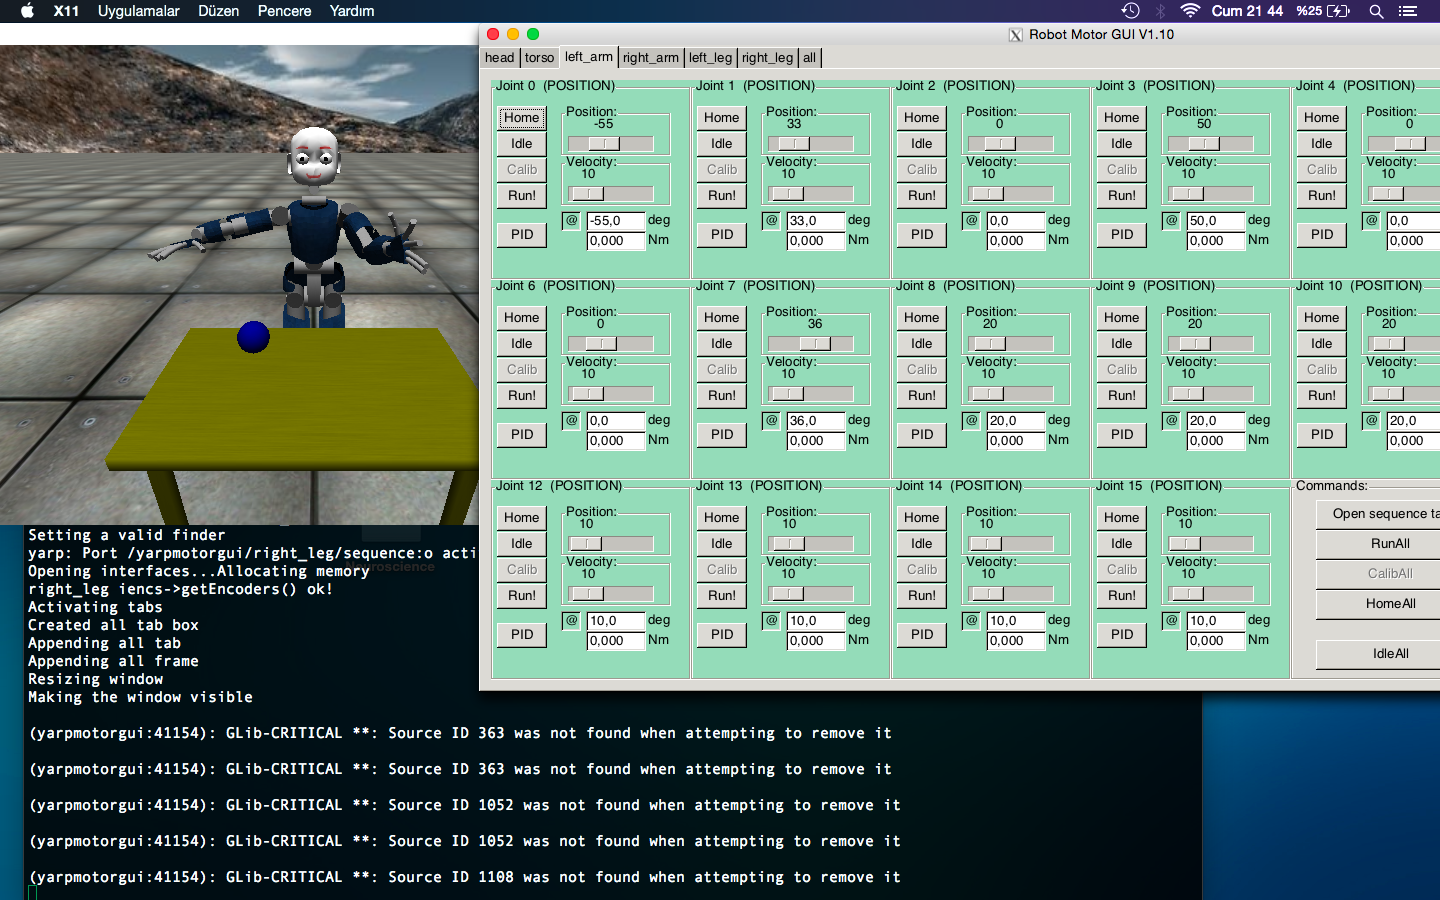 X11 Uygulamalar Düzen Pencere Yardım Cum 21 44 %25
Robot Motor GUI V1.10
head torso left_arm right_arm left_leg right_leg all
Joint 0 (POSITION) Joint 1 (POSITION) Joint 2 (POSITION) Joint 3 (POSITION) Joint 4 (POSITION)
Home Position: Home Position: Home Position: Home Position: Home Position:
-55 33 0 50 0
Idle Idle Idle Idle Idle
Calib Velocity: Calib Velocity: Calib Velocity: Calib Velocity: Calib Velocity:
10 10 10 10 10
Run! Run! Run! Run! Run!
@ -55,0 deg @ 33,0 deg @ 0,0 deg @ 50,0 deg @ 0,0
PID 0,000 Nm PID 0,000 Nm PID 0,000 Nm PID 0,000 Nm PID 0,000
Joint 6 (POSITION) Joint 7 (POSITION) Joint 8 (POSITION) Joint 9 (POSITION) Joint 10 (POSITION)
Home Position: Home Position: Home Position: Home Position: Home Position:
0 36 20 20 20
Idle Idle Idle Idle Idle
Calib Velocity: Calib Velocity: Calib Velocity: Calib Velocity: Calib Velocity:
10 10 10 10 10
Run! Run! Run! Run! Run!
@ 0,0 deg @ 36,0 deg @ 20,0 deg @ 20,0 deg @ 20,0
PID 0,000 Nm PID 0,000 Nm PID 0,000 Nm PID 0,000 Nm PID 0,000
Joint 12 (POSITION) Joint 13 (POSITION) Joint 14 (POSITION) Joint 15 (POSITION) Commands:
Home Position: Home Position: Home Position: Home Position: Open sequence ta
10 10 10 10
Idle Idle Idle Idle RunAll
Calib Velocity: Calib Velocity: Calib Velocity: Calib Velocity: CalibAll
10 10 10 10
Run! Run! Run! Run! HomeAll
@ 10,0 deg @ 10,0 deg @ 10,0 deg @ 10,0 deg
PID 0,000 Nm PID 0,000 Nm PID 0,000 Nm PID 0,000 Nm
IdleAll
Setting a valid finder
yarp: Port /yarpmotorgui/right_leg/sequence:o acti
Neuroscience
Opening interfaces...Allocating memory
right_leg iencs->getEncoders() ok!
Activating tabs
Created all tab box
Appending all tab
Appending all frame
Resizing window
Making the window visible
(yarpmotorgui:41154): GLib-CRITICAL **: Source ID 363 was not found when attempting to remove it
(yarpmotorgui:41154): GLib-CRITICAL **: Source ID 363 was not found when attempting to remove it
(yarpmotorgui:41154): GLib-CRITICAL **: Source ID 1052 was not found when attempting to remove it
(yarpmotorgui:41154): GLib-CRITICAL **: Source ID 1052 was not found when attempting to remove it
(yarpmotorgui:41154): GLib-CRITICAL **: Source ID 1108 was not found when attempting to remove it